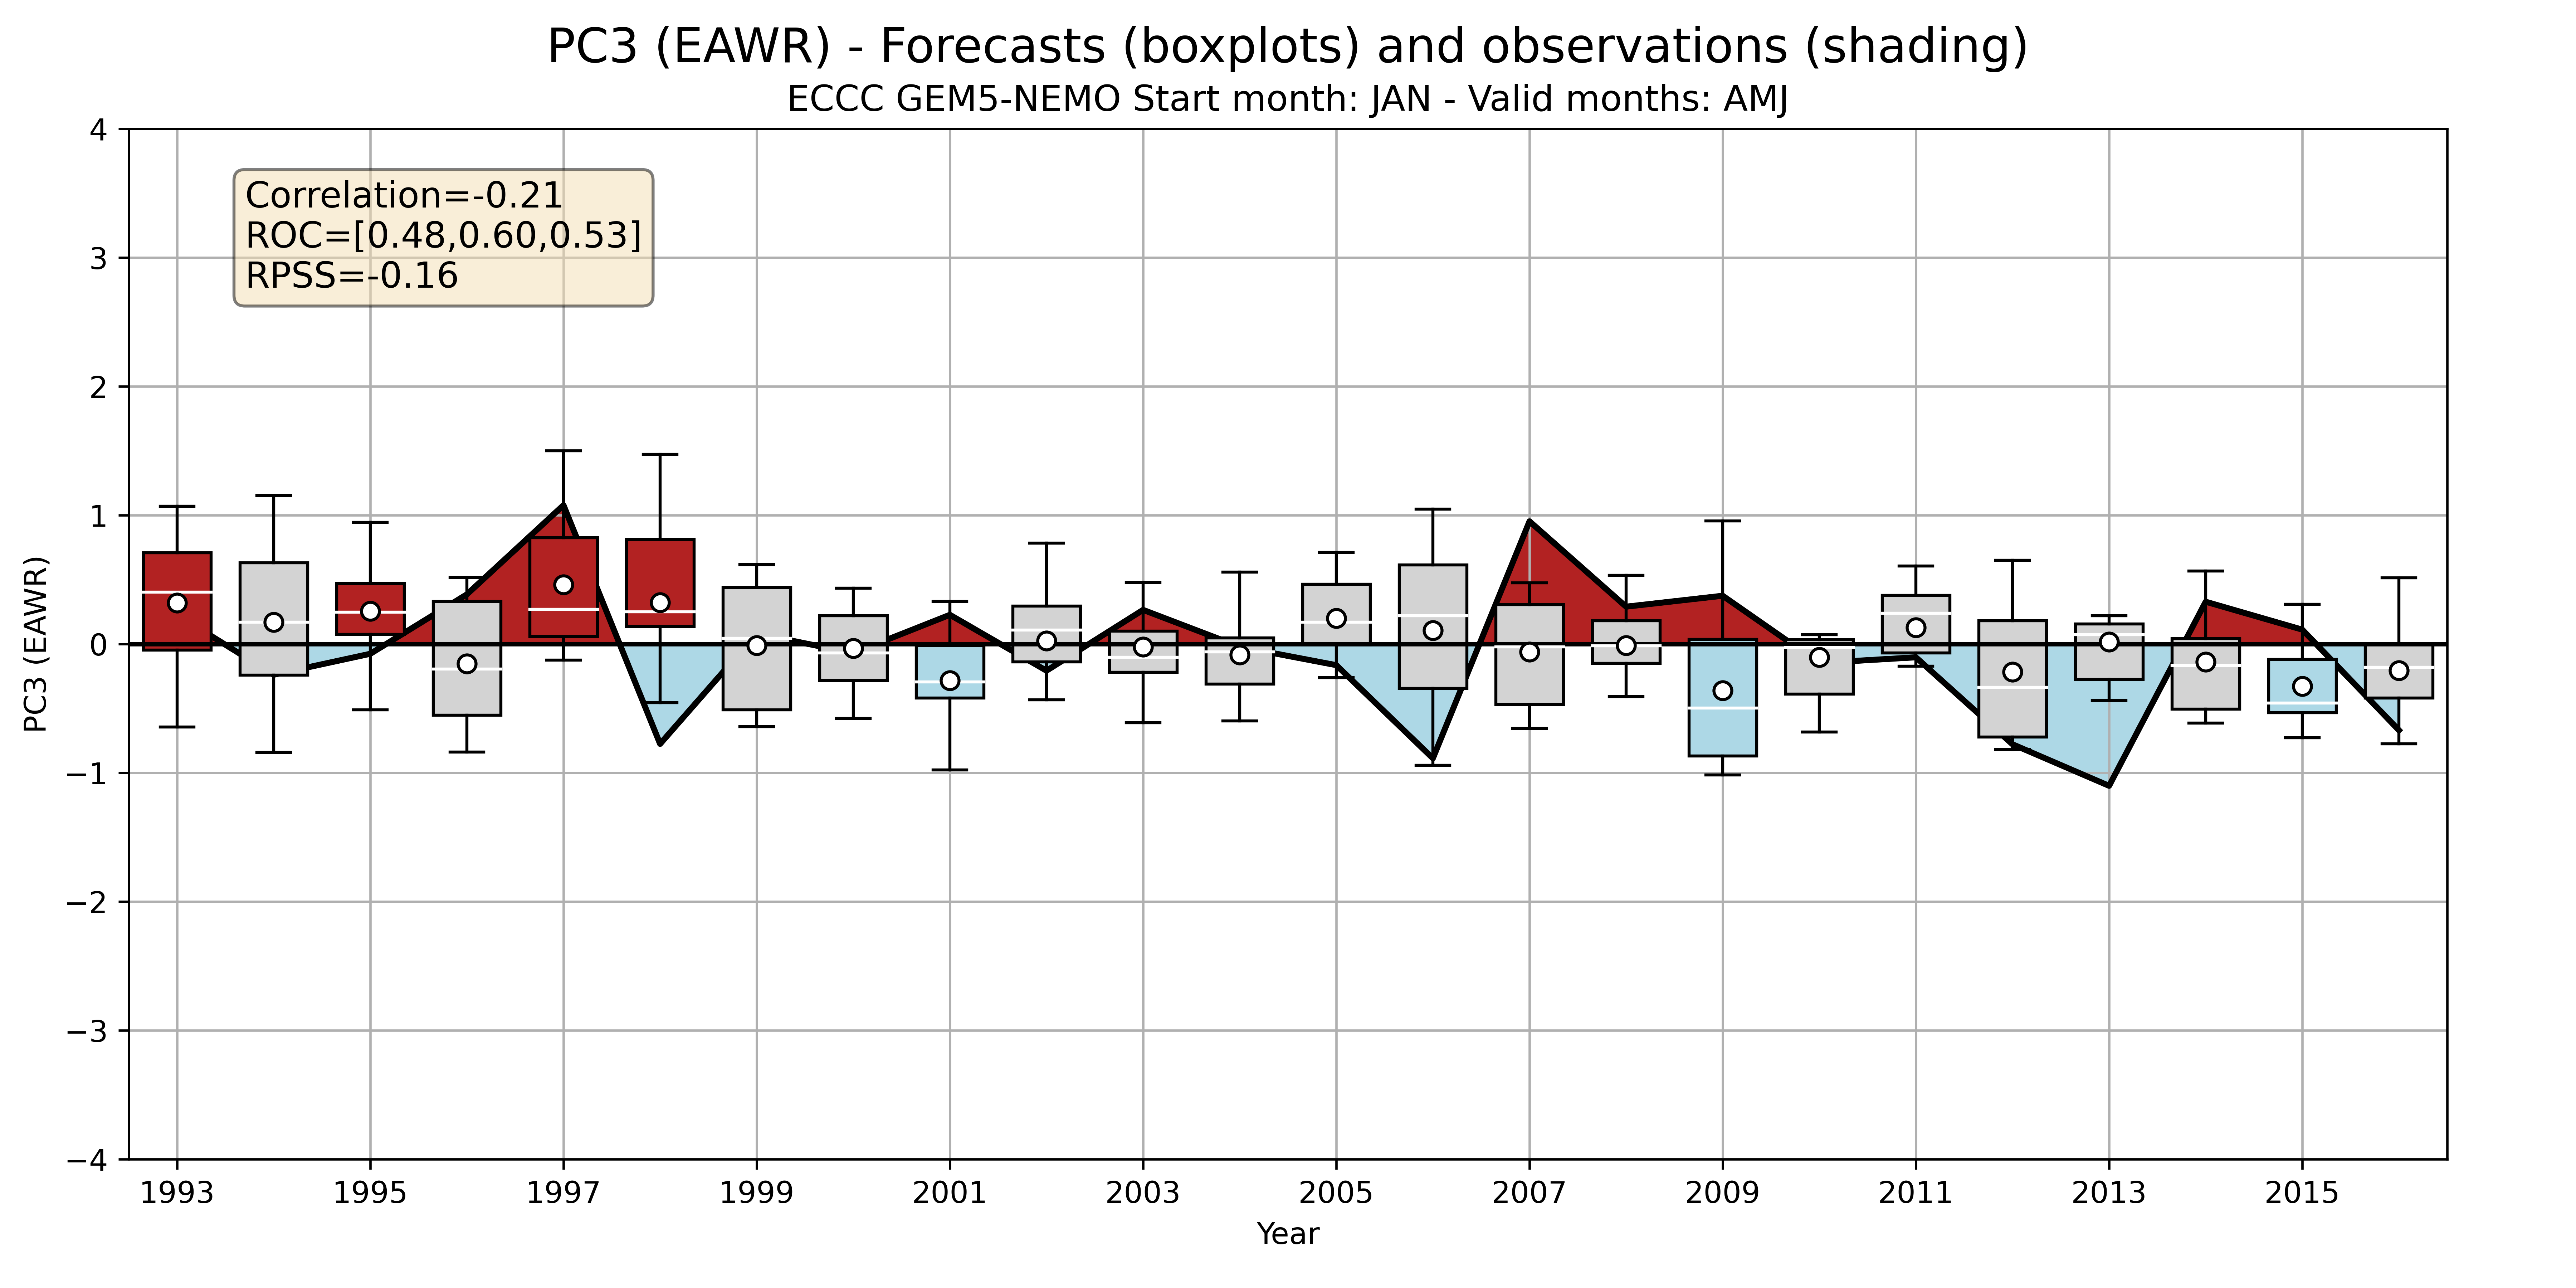 PC3 (EAWR) - Forecasts (boxplots) and observations (shading)
ECCC GEM5-NEMO Start month: JAN - Valid months: AMJ
4
3
2
1
0
−1
−2
−3
−4
PC3 (EAWR)
Correlation=-0.21
ROC=[0.48,0.60,0.53]
RPSS=-0.16
1993 1995 1997 1999 2001 2003 2005 2007 2009 2011 2013 2015
Year